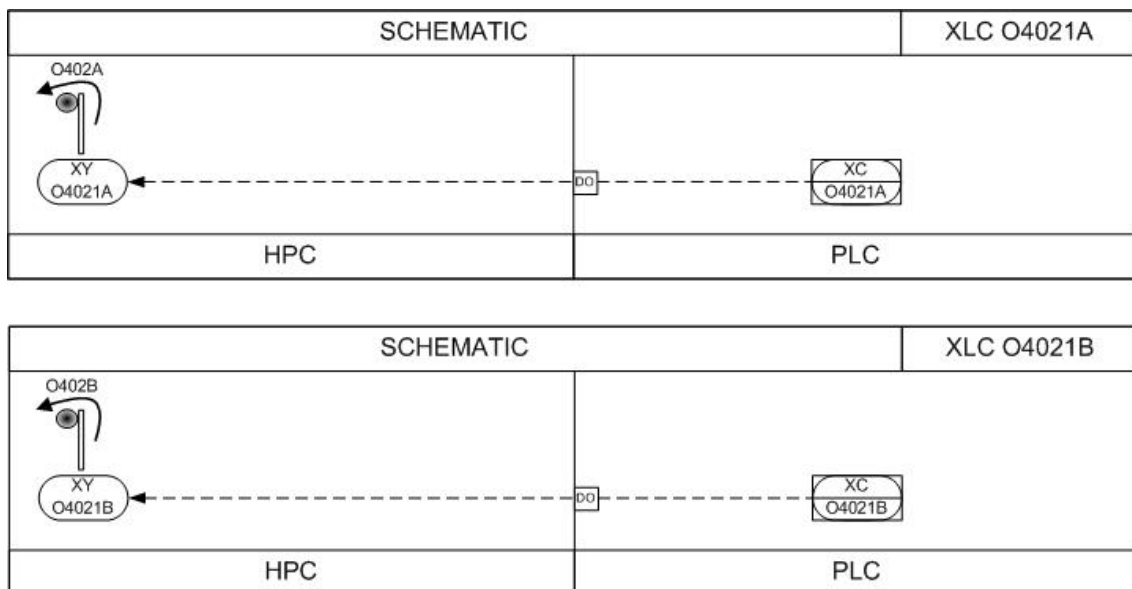 SCHEMATIC
XLC O4021A
O402A
XY
O4021A
DO
XC
O4021A
HPC
PLC
SCHEMATIC
XLC O4021B
O402B
XY
O4021B
DO
XC
O4021B
HPC
PLC